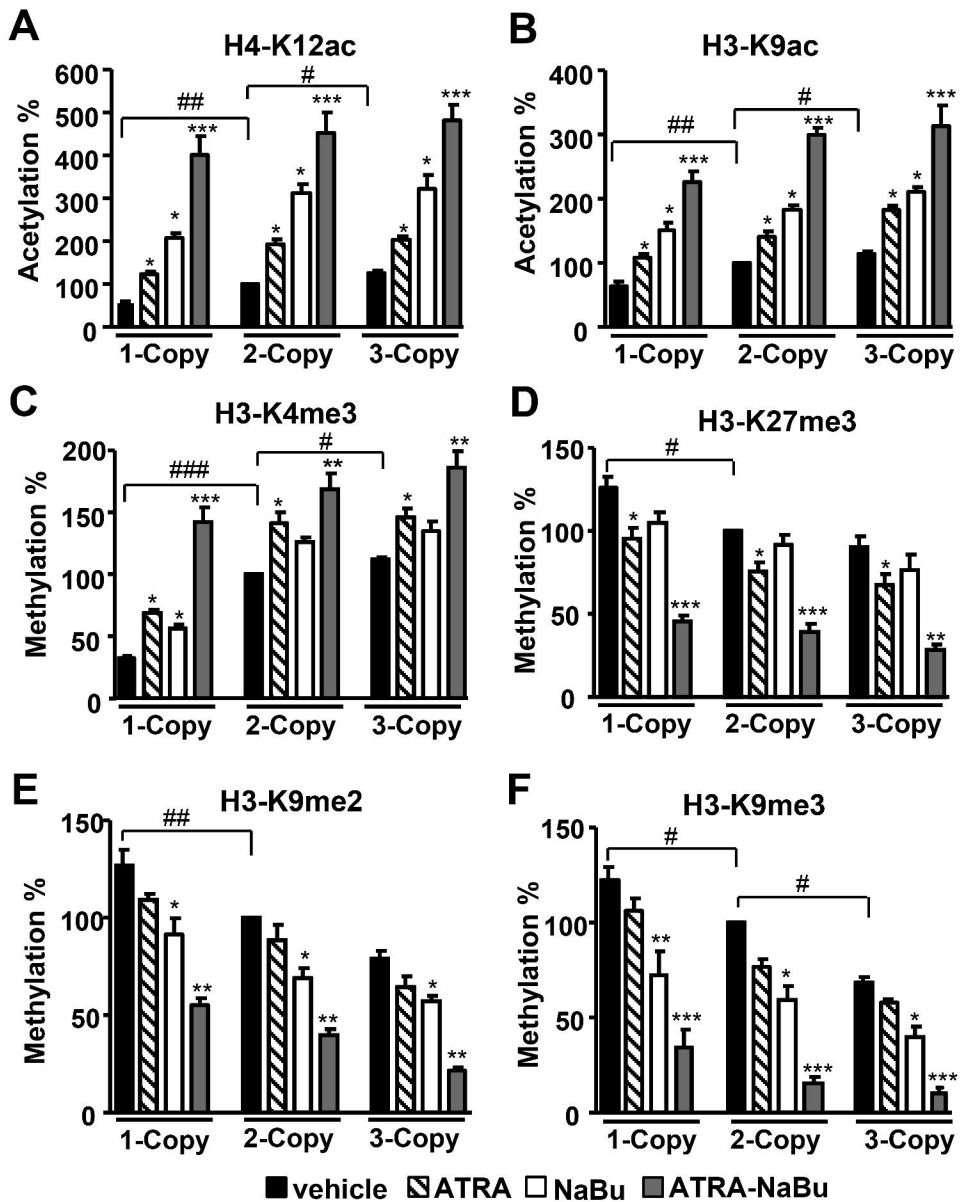 A
H4-K12ac
Acetylation %
600
500
400
300
200
100
0
##
#
* * ***
* * ***
* * ***
1-Copy 2-Copy 3-Copy
B
H3-K9ac
Acetylation %
400
300
200
100
0
##
#
* * ***
* * ***
* * ***
1-Copy 2-Copy 3-Copy
C
H3-K4me3
Methylation %
200
150
100
50
0
###
#
* * ***
* **
* **
1-Copy 2-Copy 3-Copy
D
H3-K27me3
Methylation %
150
100
50
0
#
* ***
* ***
* **
1-Copy 2-Copy 3-Copy
E
H3-K9me2
Methylation %
150
100
50
0
##
* **
* **
* **
1-Copy 2-Copy 3-Copy
F
H3-K9me3
Methylation %
150
100
50
0
#
#
** ***
* ***
* ***
1-Copy 2-Copy 3-Copy
vehicle ATRA NaBu ATRA-NaBu